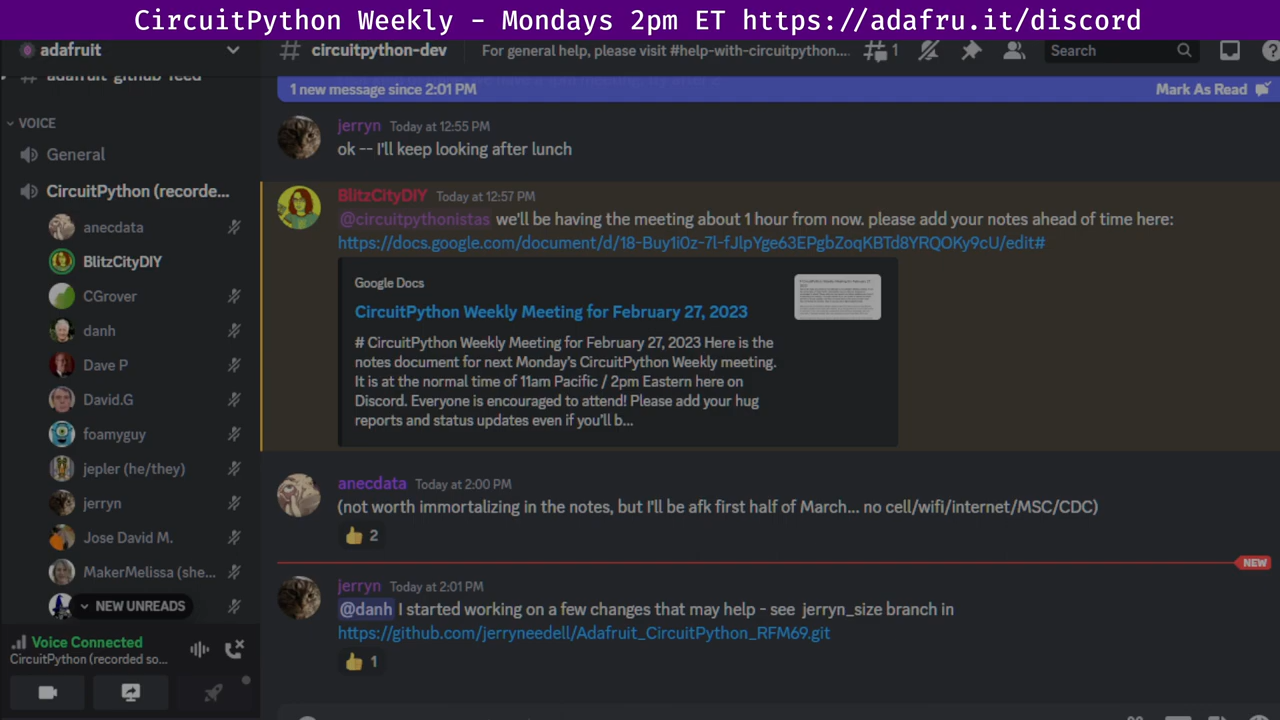 CircuitPython Weekly - Mondays 2pm ET https://adafru.it/discord
adafruit
# circuitpython-dev
For general help, please visit #help-with-circuitpython....
1
Search
# adafruit-github-feed
VOICE
General
CircuitPython (recorde...
anecdata
BlitzCityDIY
CGrover
danh
Dave P
David.G
foamyguy
jepler (he/they)
jerryn
Jose David M.
MakerMelissa (she...
NEW UNREADS
Voice Connected
CircuitPython (recorded so...
1 new message since 2:01 PM
Mark As Read
jerryn Today at 12:55 PM
ok -- I'll keep looking after lunch
BlitzCityDIY Today at 12:57 PM
@circuitpythonistas we'll be having the meeting about 1 hour from now. please add your notes ahead of time here:
https://docs.google.com/document/d/18-Buy1i0z-7l-fJlpYge63EPgbZoqKBTd8YRQOKy9cU/edit#
Google Docs
CircuitPython Weekly Meeting for February 27, 2023
# CircuitPython Weekly Meeting for February 27, 2023 Here is the
notes document for next Monday's CircuitPython Weekly meeting.
It is at the normal time of 11am Pacific / 2pm Eastern here on
Discord. Everyone is encouraged to attend! Please add your hug
reports and status updates even if you'll b...
anecdata Today at 2:00 PM
(not worth immortalizing in the notes, but I'll be afk first half of March... no cell/wifi/internet/MSC/CDC)
2
NEW
jerryn Today at 2:01 PM
@danh I started working on a few changes that may help - see jerryn_size branch in
https://github.com/jerryneedell/Adafruit_CircuitPython_RFM69.git
1